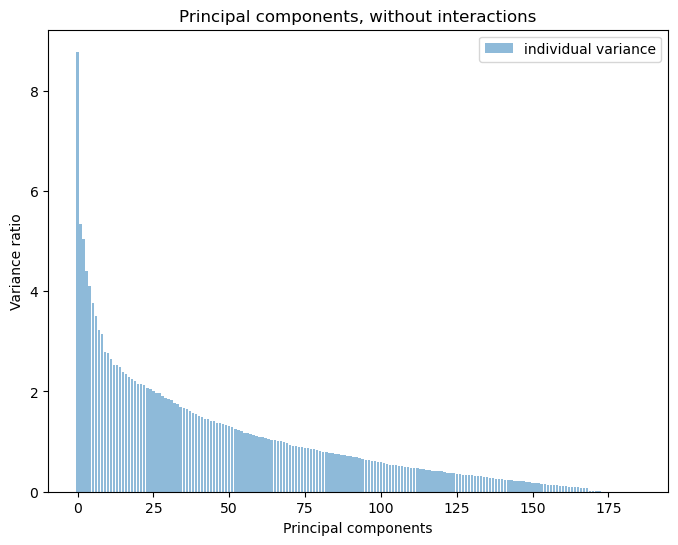 Principal components, without interactions
individual variance
Variance ratio
8
6
4
2
0
0 25 50 75 100 125 150 175
Principal components